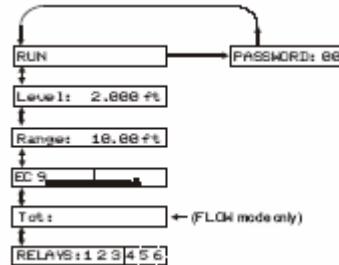 RUN
PASSWORD: 00
Level: 2.000 ft
Range: 10.00 ft
EC 9
Tot:
(FLOW mode only)
RELAYS: 1 2 3 4 5 6